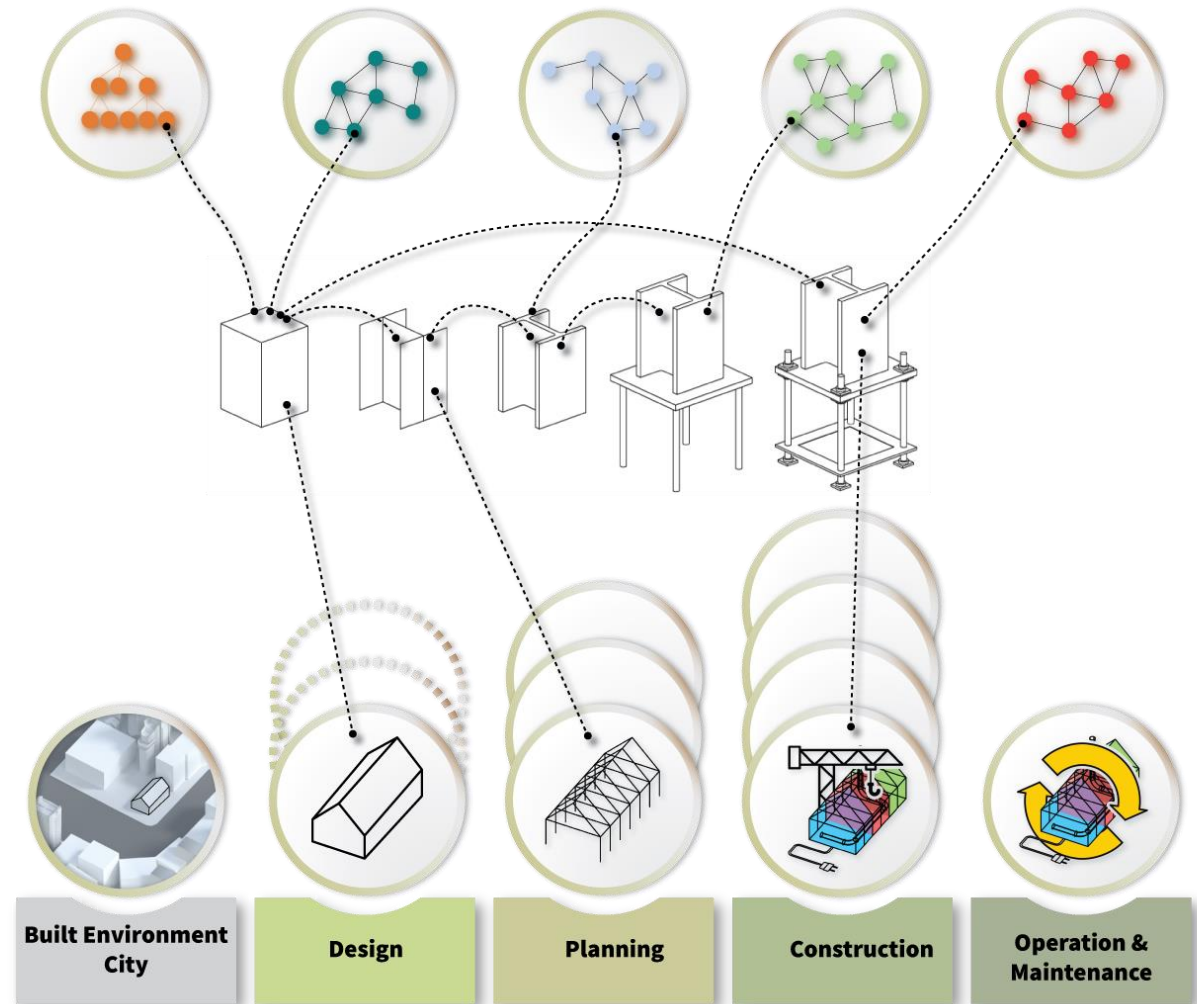 Built Environment
City
Design
Planning
Construction
Operation &
Maintenance